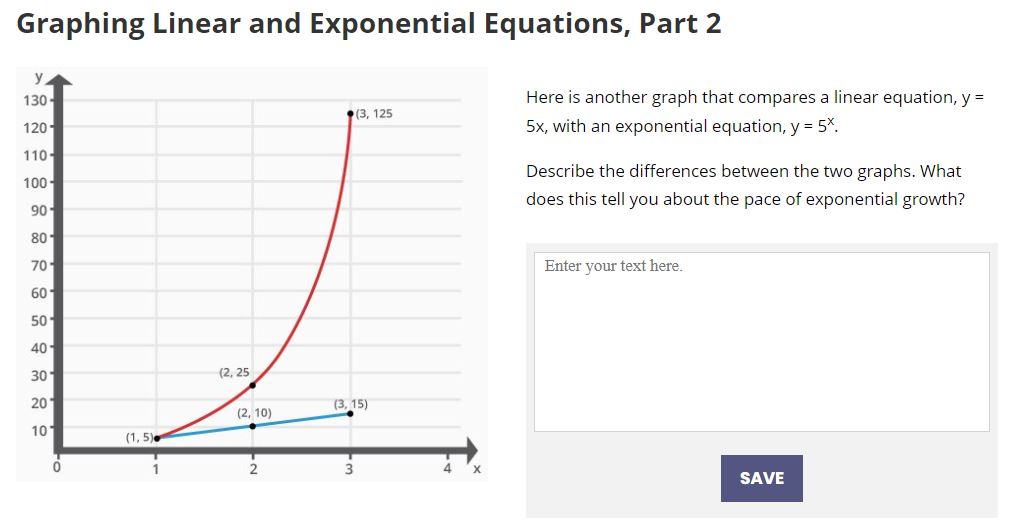 Graphing Linear and Exponential Equations, Part 2
y
130
120
110
100
90
80
70
60
50
40
30
20
10
(3, 125
(2, 25
(2, 10)
(3, 15)
(1, 5)
0 1 2 3 4 x
Here is another graph that compares a linear equation, y =
5x, with an exponential equation, y = 5ˣ.
Describe the differences between the two graphs. What
does this tell you about the pace of exponential growth?
Enter your text here.
SAVE